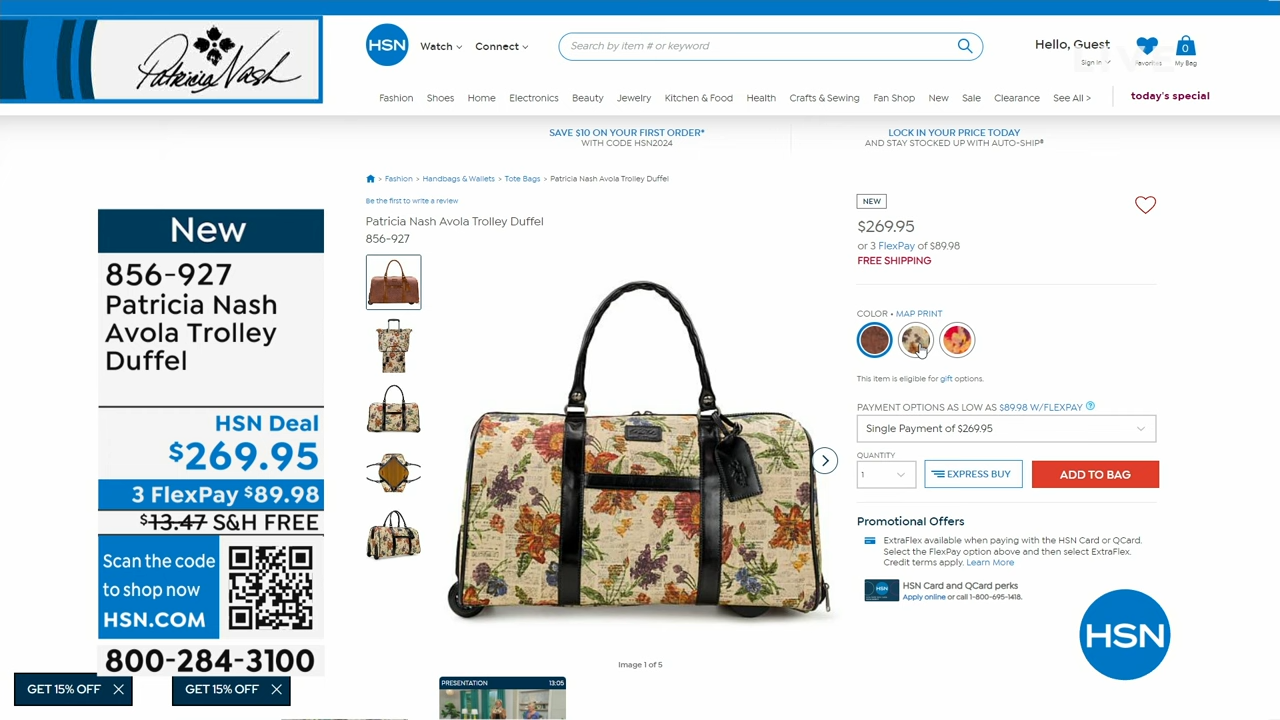 Patricia Nash
HSN
Watch
Connect
Search by item # or keyword
Hello, Guest
Sign In
Favorites
0
My Bag
Fashion Shoes Home Electronics Beauty Jewelry Kitchen & Food Health Crafts & Sewing Fan Shop New Sale Clearance See All >
today's special
SAVE $10 ON YOUR FIRST ORDER*
WITH CODE HSN2024
LOCK IN YOUR PRICE TODAY
AND STAY STOCKED UP WITH AUTO-SHIP®
> Fashion > Handbags & Wallets > Tote Bags > Patricia Nash Avola Trolley Duffel
Be the first to write a review
Patricia Nash Avola Trolley Duffel
856-927
New
856-927
Patricia Nash
Avola Trolley
Duffel
HSN Deal
$269.95
3 FlexPay $89.98
$13.47 S&H FREE
Scan the code
to shop now
HSN.COM
800-284-3100
GET 15% OFF
GET 15% OFF
Image 1 of 5
PRESENTATION 13:05
NEW
$269.95
or 3 FlexPay of $89.98
FREE SHIPPING
COLOR • MAP PRINT
This item is eligible for gift options.
PAYMENT OPTIONS AS LOW AS $89.98 W/FLEXPAY
Single Payment of $269.95
QUANTITY
1
EXPRESS BUY
ADD TO BAG
Promotional Offers
ExtraFlex available when paying with the HSN Card or QCard.
Select the FlexPay option above and then select ExtraFlex.
Credit terms apply. Learn More
HSN
HSN Card and QCard perks
Apply online or call 1-800-695-1418.
HSN